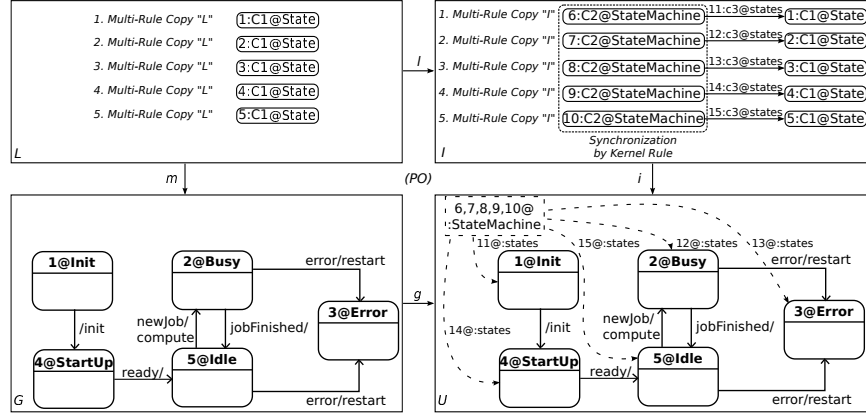 1. Multi-Rule Copy "L" 1:C1@State
2. Multi-Rule Copy "L" 2:C1@State
3. Multi-Rule Copy "L" 3:C1@State
4. Multi-Rule Copy "L" 4:C1@State
5. Multi-Rule Copy "L" 5:C1@State
L
l
1. Multi-Rule Copy "I" 6:C2@StateMachine 11:c3@states 1:C1@State
2. Multi-Rule Copy "I" 7:C2@StateMachine 12:c3@states 2:C1@State
3. Multi-Rule Copy "I" 8:C2@StateMachine 13:c3@states 3:C1@State
4. Multi-Rule Copy "I" 9:C2@StateMachine 14:c3@states 4:C1@State
5. Multi-Rule Copy "I" 10:C2@StateMachine 15:c3@states 5:C1@State
Synchronization
by Kernel Rule
I
m
(PO)
i
1@Init
2@Busy
error/restart
3@Error
/init
newJob/
compute
jobFinished/
4@StartUp
ready/
5@Idle
error/restart
G
g
6,7,8,9,10@
:StateMachine
11@:states
15@:states
12@:states
13@:states
1@Init
2@Busy
error/restart
3@Error
14@:states
/init
newJob/
compute
jobFinished/
4@StartUp
ready/
5@Idle
error/restart
U